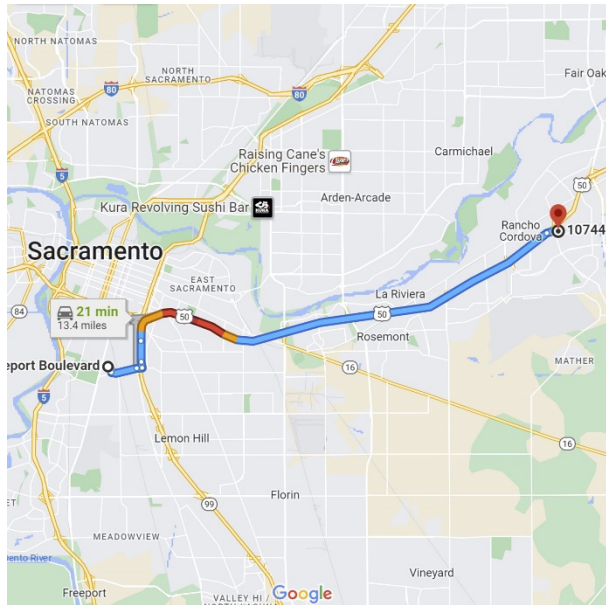 NORTH NATOMAS
NATOMAS
CROSSING
NORTH
SACRAMENTO
80
80
Fair Oak
SOUTH NATOMAS
5
Raising Cane's
Chicken Fingers
Carmichael
50
Kura Revolving Sushi Bar
Arden-Arcade
Rancho
Cordova
10744
Sacramento
EAST
SACRAMENTO
La Riviera
84
21 min
13.4 miles
50
50
Rosemont
MATHER
eport Boulevard
16
5
Lemon Hill
16
Florin
99
MEADOWVIEW
ento River
Vineyard
Freeport
Google
VALLEY HI /